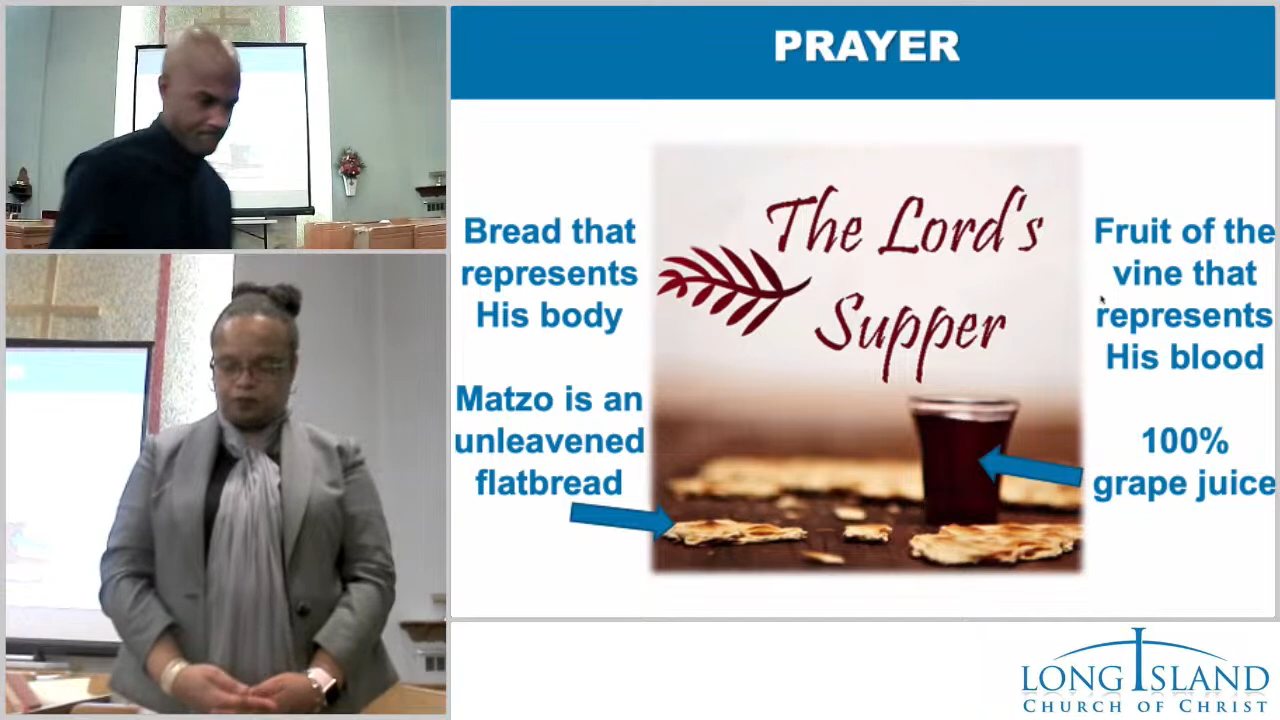 PRAYER
Bread that
represents
His body
Matzo is an
unleavened
flatbread
The Lord's
Supper
Fruit of the
vine that
represents
His blood
100%
grape juice
LONG ISLAND
CHURCH OF CHRIST